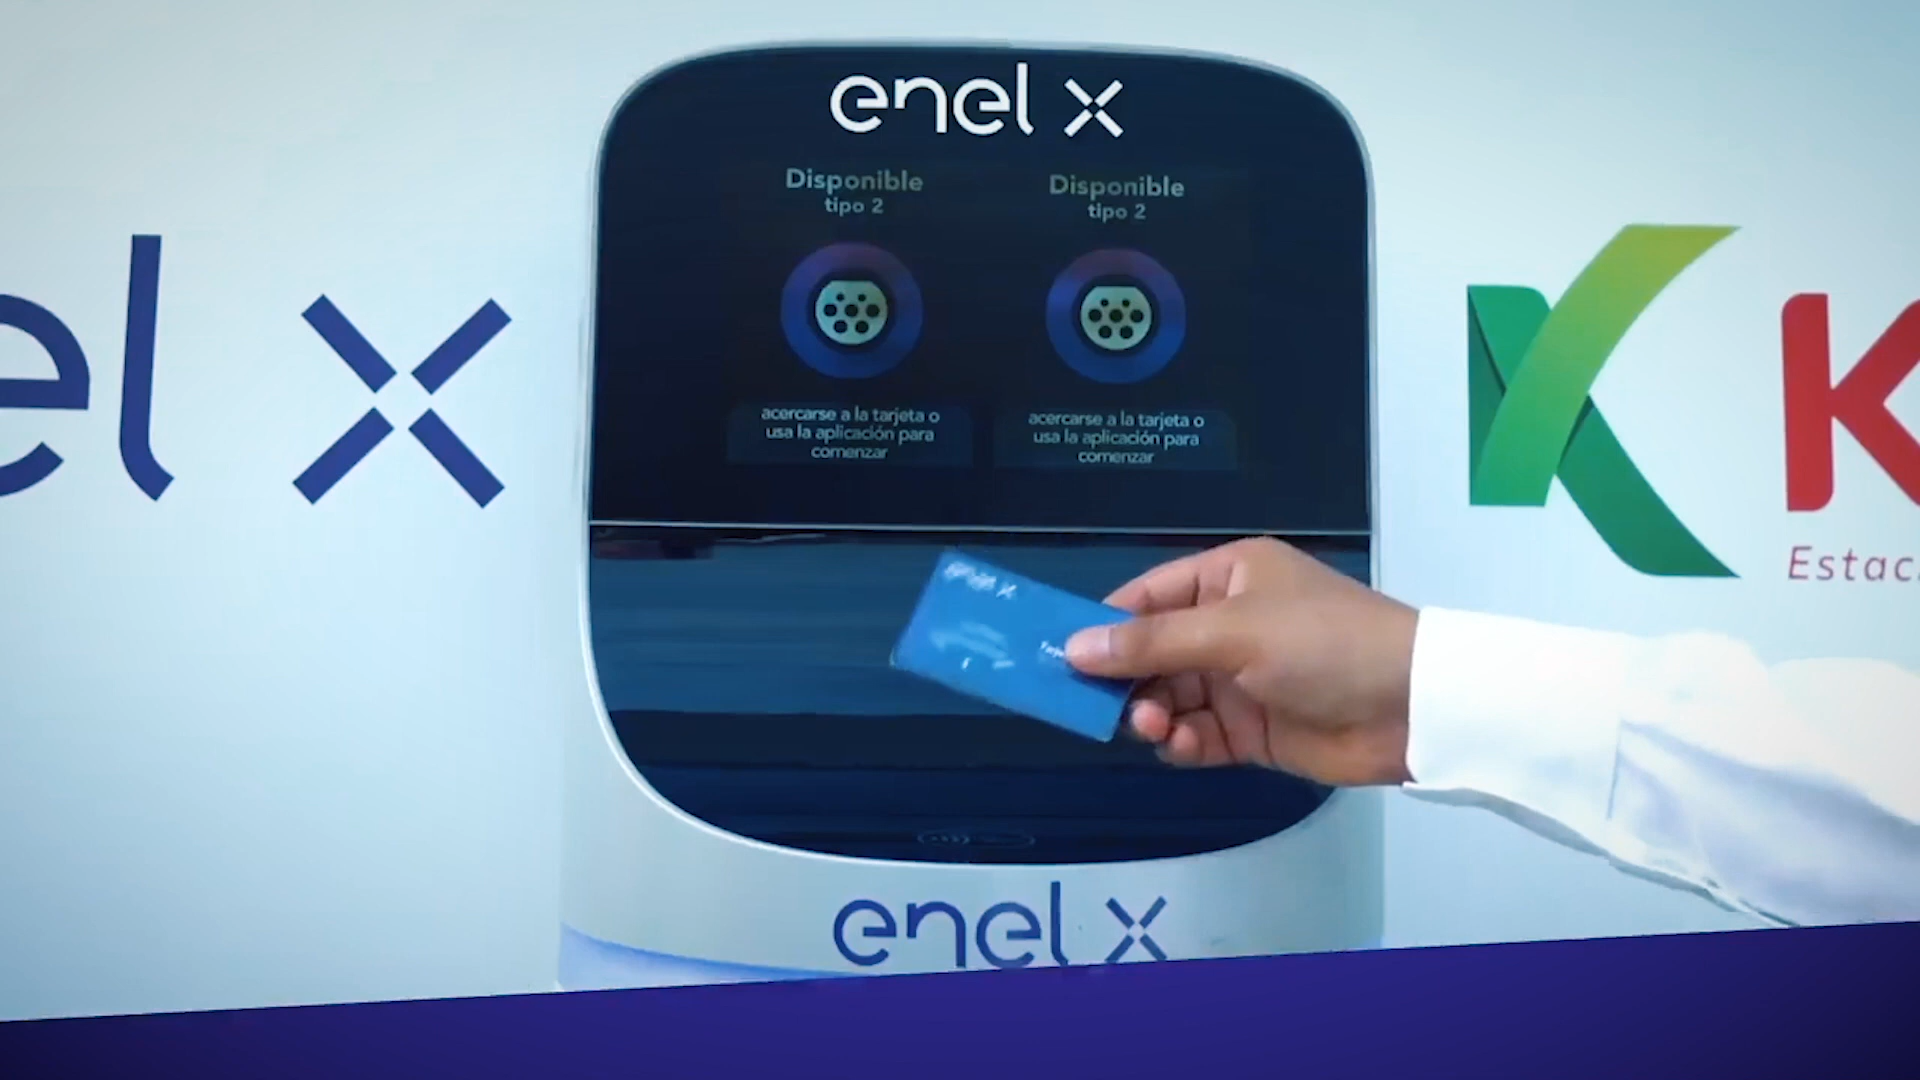 enel x
Disponible
tipo 2
Disponible
tipo 2
acercarse a la tarjeta o
usa la aplicación para
comenzar
acercarse a la tarjeta o
usa la aplicación para
comenzar
el x
K
Estac
enel x
enel x